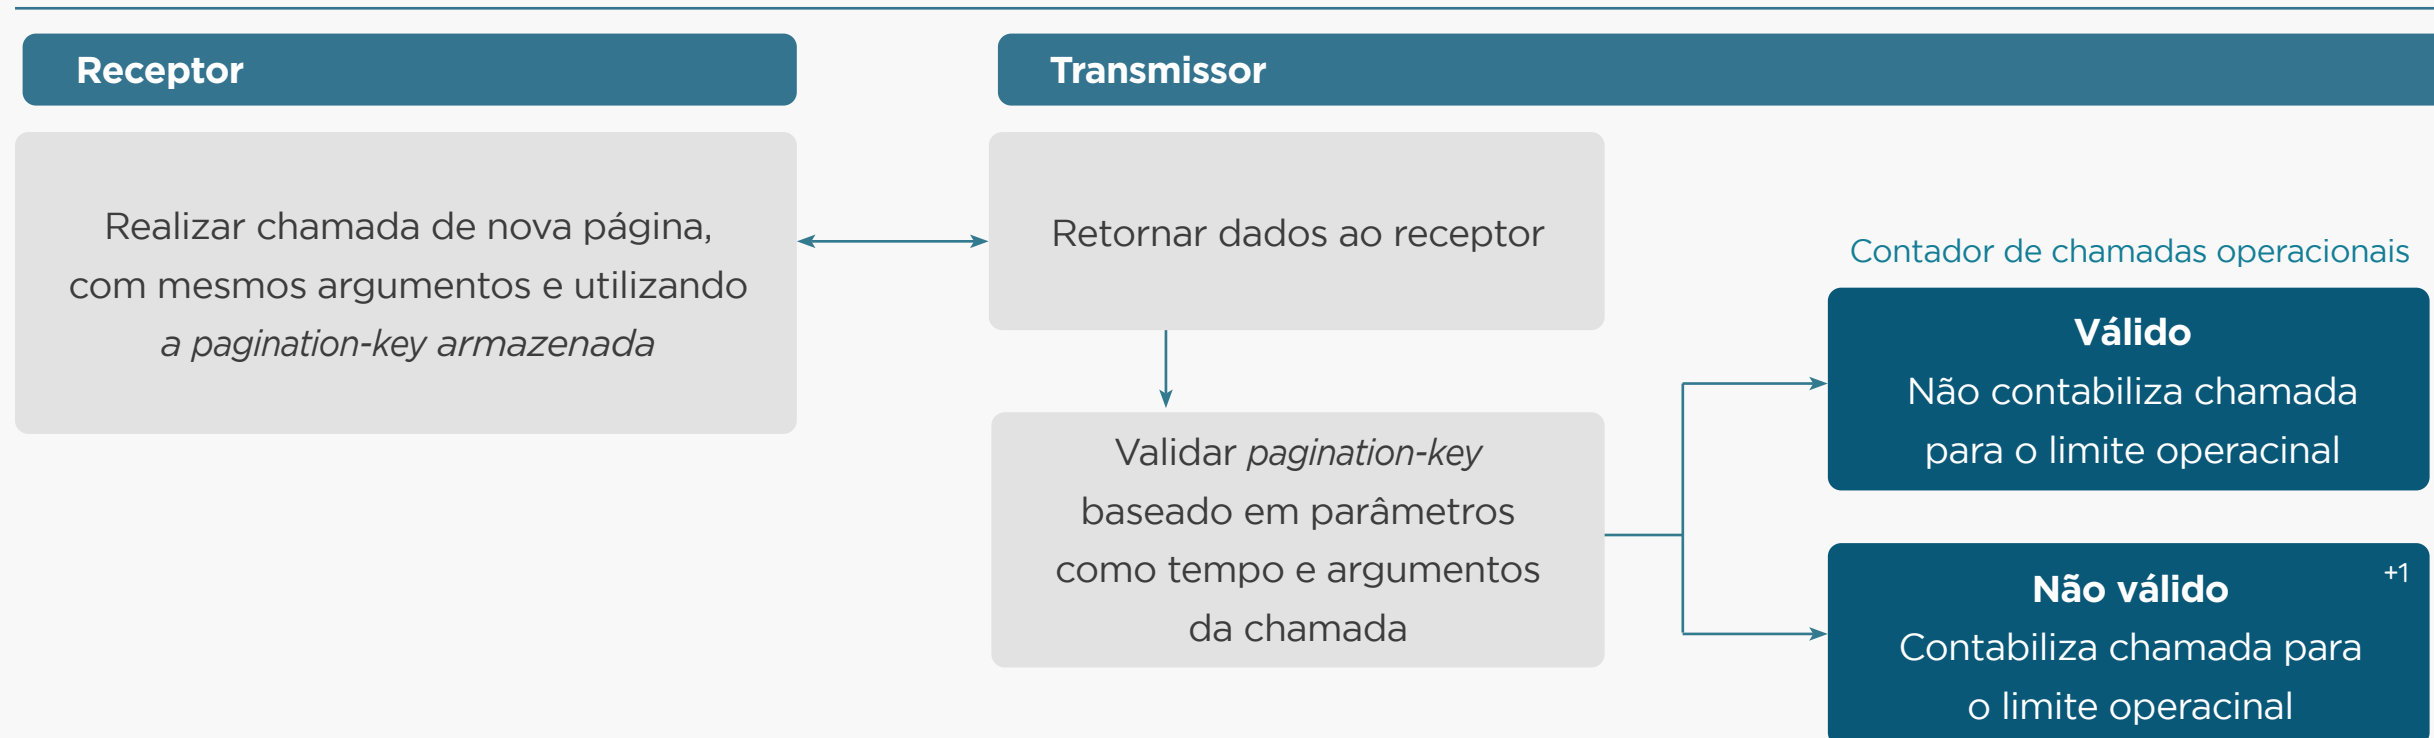 Receptor
Transmissor
Realizar chamada de nova página,
com mesmos argumentos e utilizando
a pagination-key armazenada
Retornar dados ao receptor
Validar pagination-key
baseado em parâmetros
como tempo e argumentos
da chamada
Contador de chamadas operacionais
Válido
Não contabiliza chamada
para o limite operacinal
Não válido
+1
Contabiliza chamada para
o limite operacinal